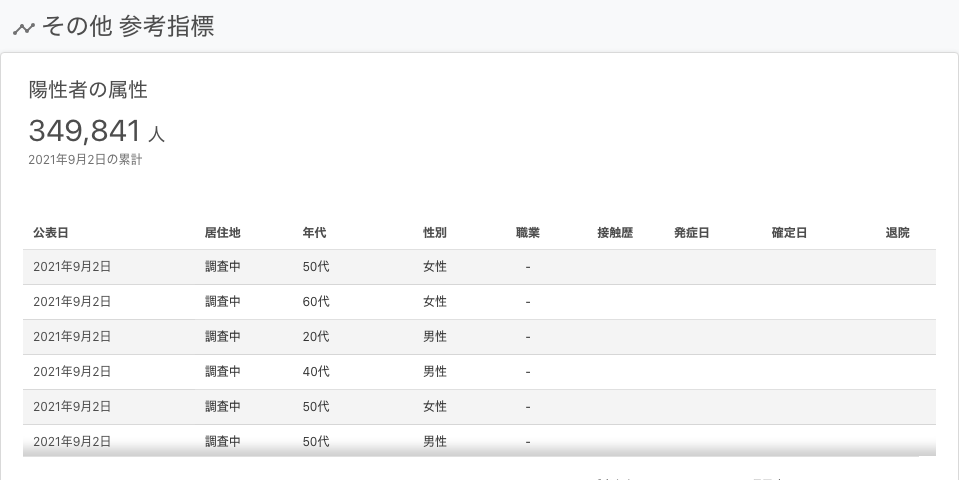 その他 参考指標
陽性者の属性
349,841 人
2021年9月2日の累計
公表日 居住地 年代 性別 職業 接触歴 発症日 確定日 退院
2021年9月2日 調査中 50代 女性 -
2021年9月2日 調査中 60代 女性 -
2021年9月2日 調査中 20代 男性 -
2021年9月2日 調査中 40代 男性 -
2021年9月2日 調査中 50代 女性 -
2021年9月2日 調査中 50代 男性 -